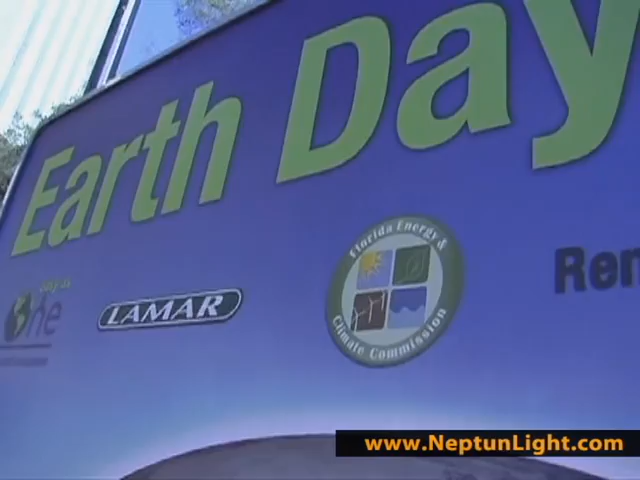 Earth Day
One
LAMAR
Florida Energy &
Climate Commission
Ren
www.NeptunLight.com